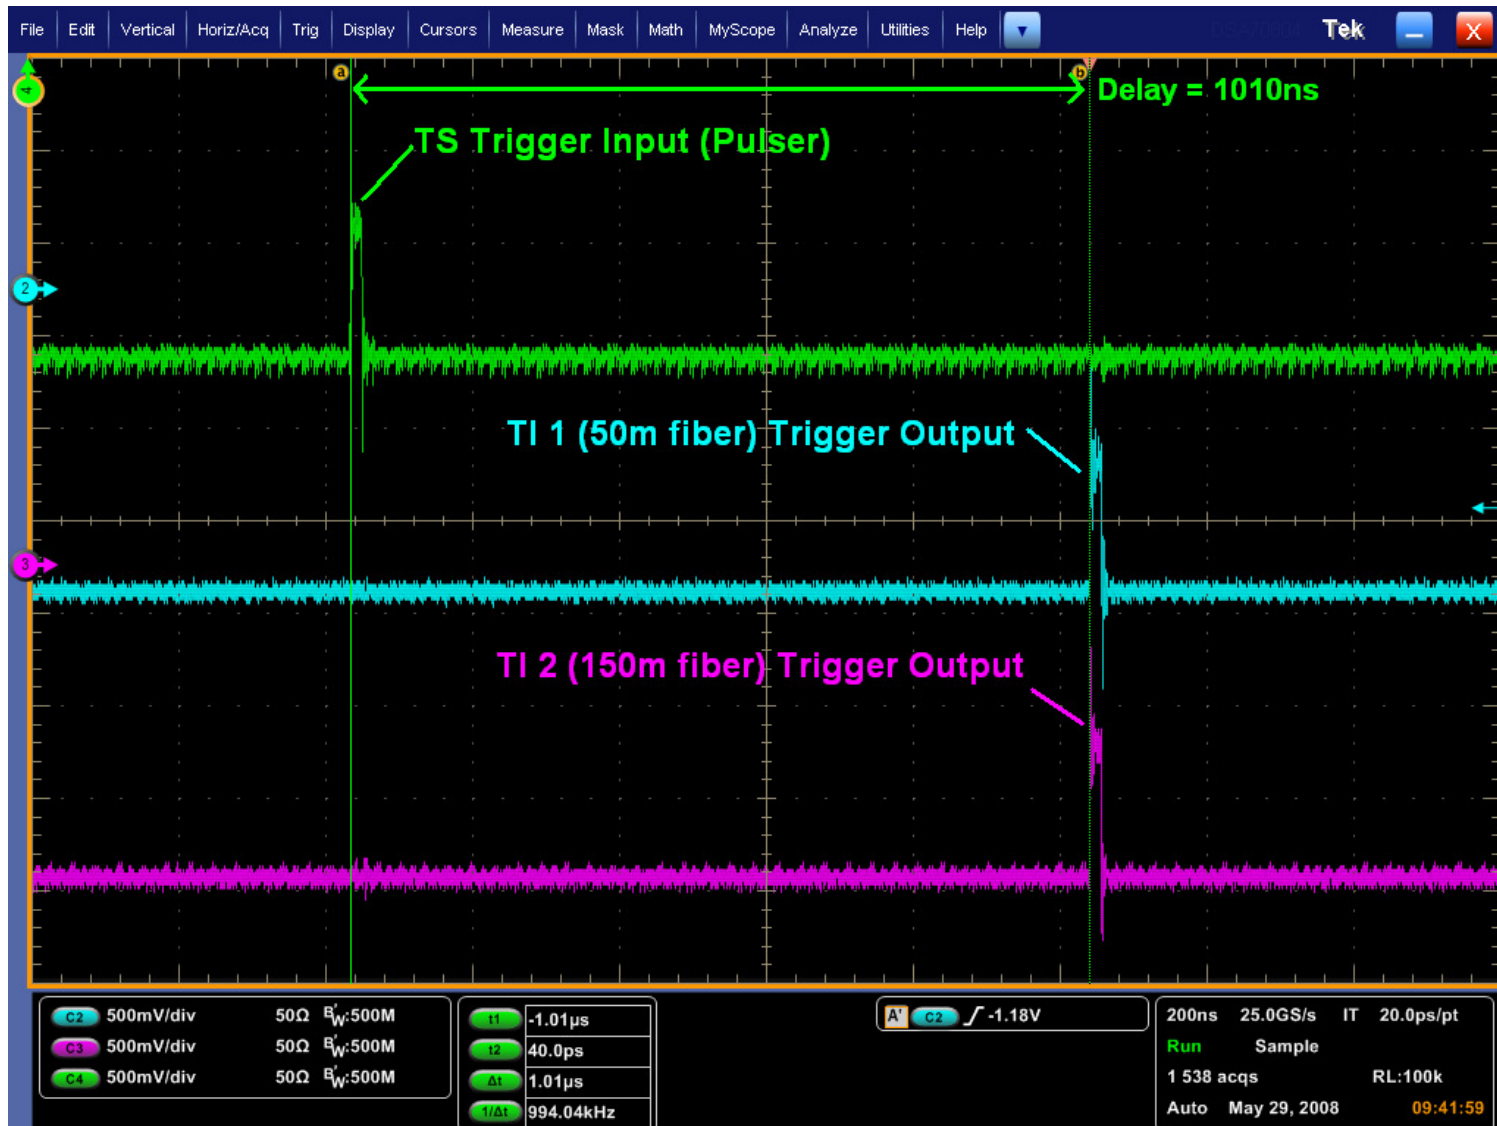 File Edit Vertical Horiz/Acq Trig Display Cursors Measure Mask Math MyScope Analyze Utilities Help Tek X
a b
4 Delay = 1010ns
TS Trigger Input (Pulser)
2
TI 1 (50m fiber) Trigger Output
3
TI 2 (150m fiber) Trigger Output
C2 500mV/div 50Ω BW:500M
C3 500mV/div 50Ω BW:500M
C4 500mV/div 50Ω BW:500M
t1 -1.01µs
t2 40.0ps
Δt 1.01µs
1/Δt 994.04kHz
A' C2 -1.18V
200ns 25.0GS/s IT 20.0ps/pt
Run Sample
1 538 acqs RL:100k
Auto May 29, 2008 09:41:59